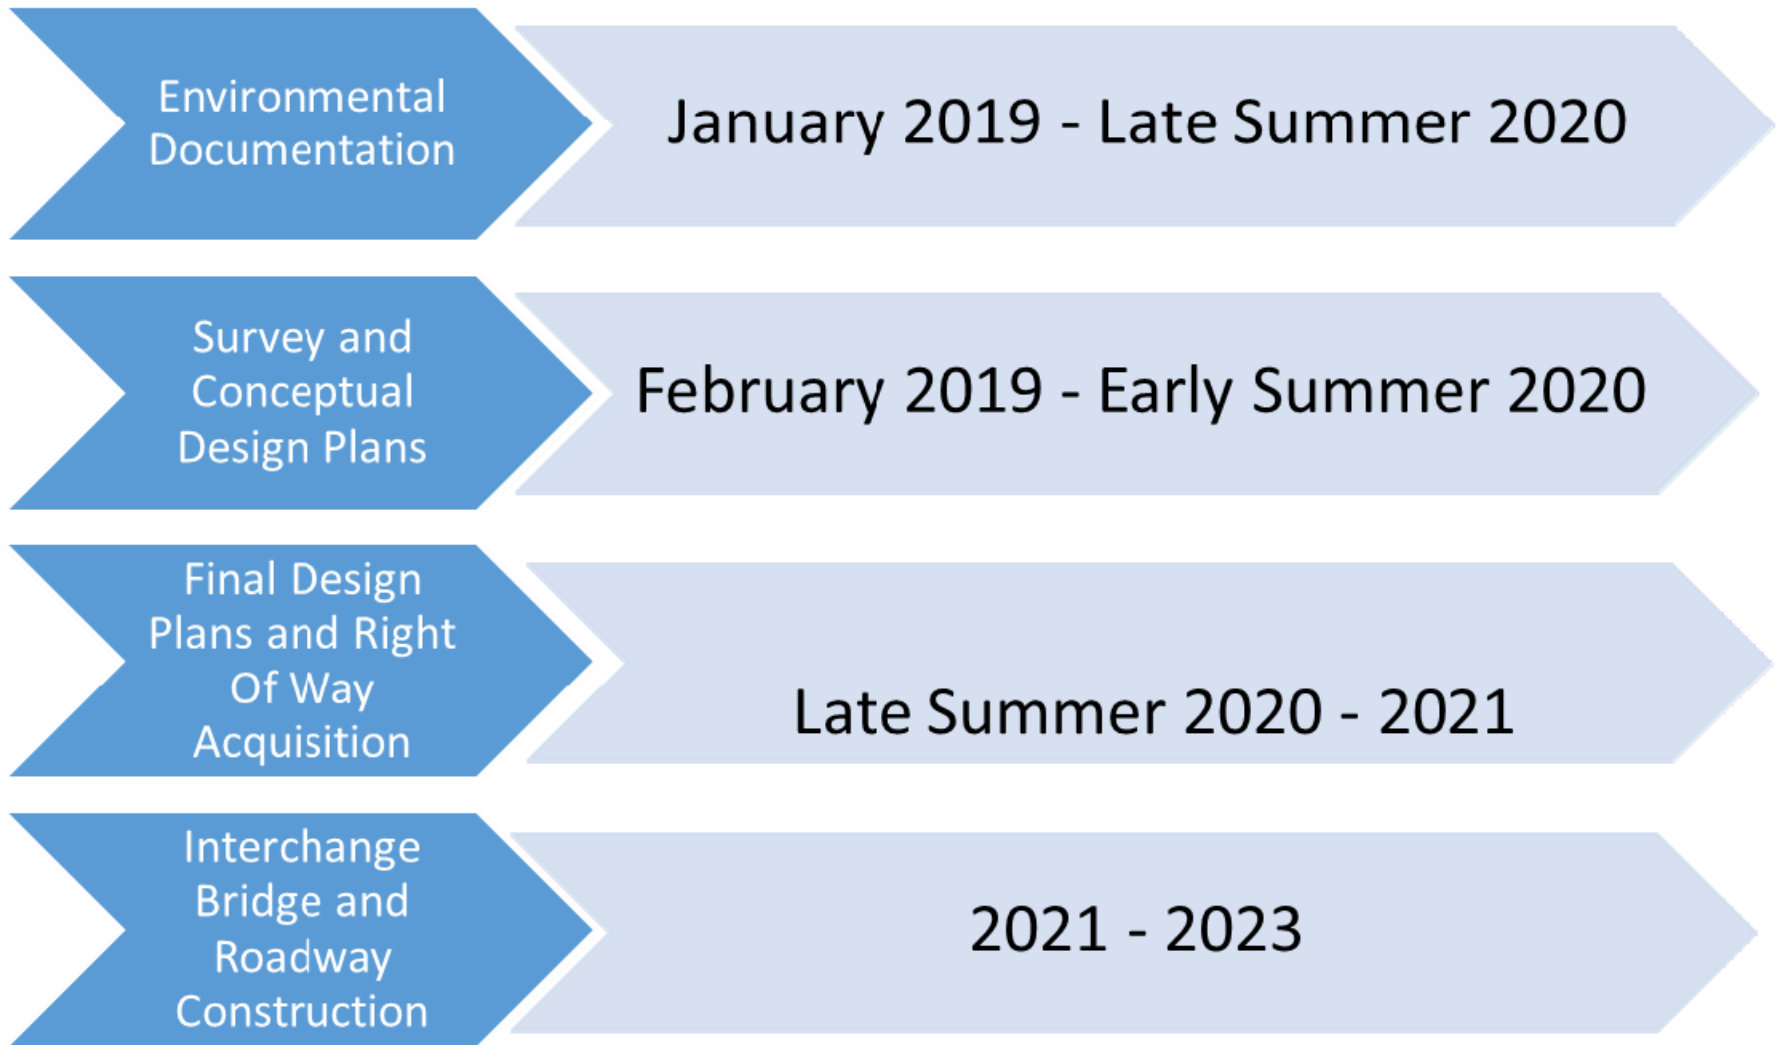 Environmental
Documentation
January 2019 - Late Summer 2020
Survey and
Conceptual
Design Plans
February 2019 - Early Summer 2020
Final Design
Plans and Right
Of Way
Acquisition
Late Summer 2020 - 2021
Interchange
Bridge and
Roadway
Construction
2021 - 2023